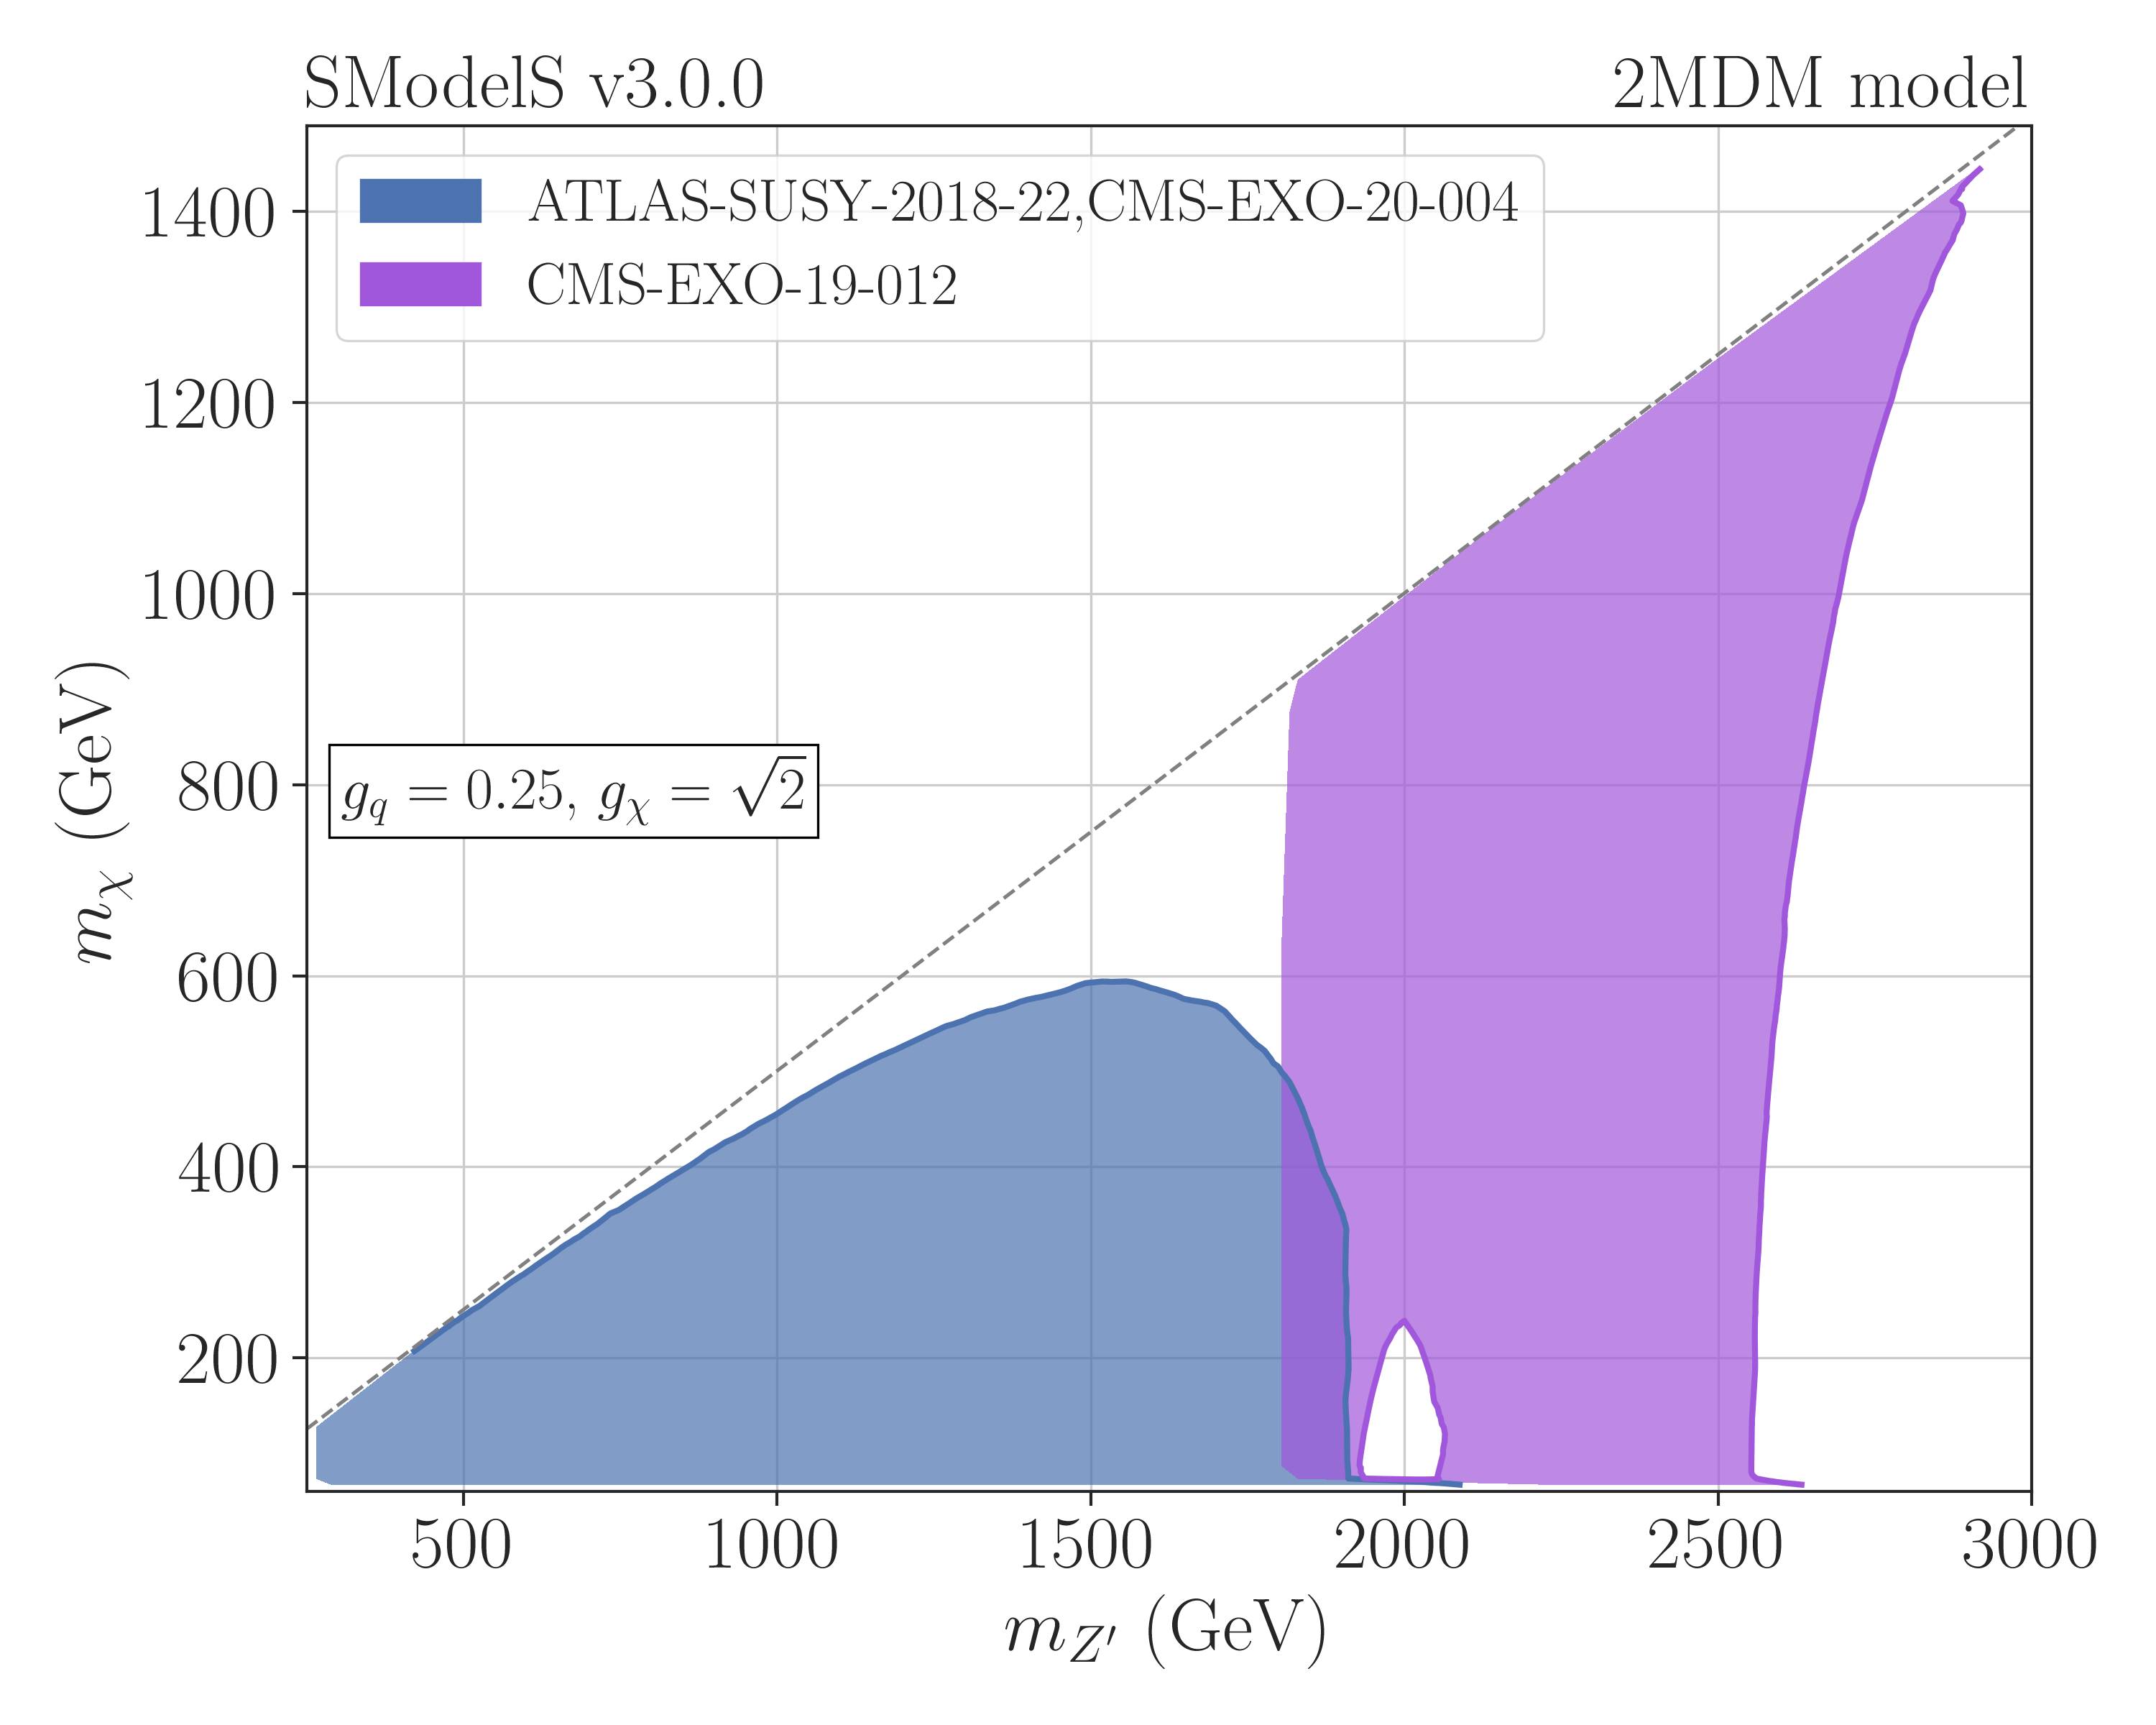 SModelS v3.0.0
2MDM model
ATLAS-SUSY-2018-22,CMS-EXO-20-004
CMS-EXO-19-012
1400
1200
1000
800
600
400
200
m_χ (GeV)
g_q = 0.25, g_χ = √2
500 1000 1500 2000 2500 3000
m_Z′ (GeV)